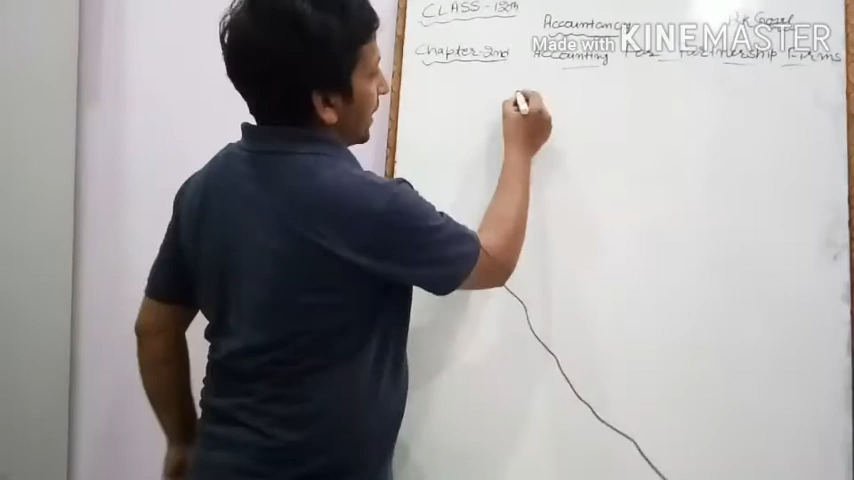 CLASS-12th
Accountancy
Made with KINEMASTER
Chapter-2nd Accounting For Partnership Firms